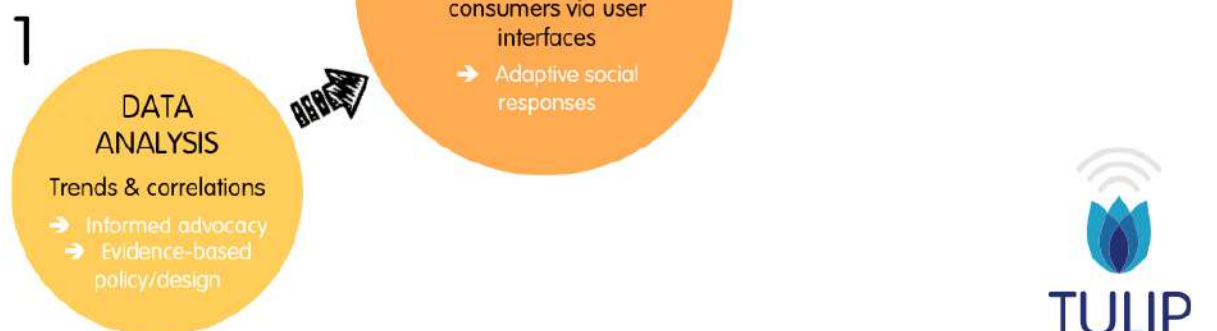 1
DATA
ANALYSIS
Trends & correlations
→ Informed advocacy
→ Evidence-based
policy/design
consumers via user
interfaces
→ Adaptive social
responses
TULIP